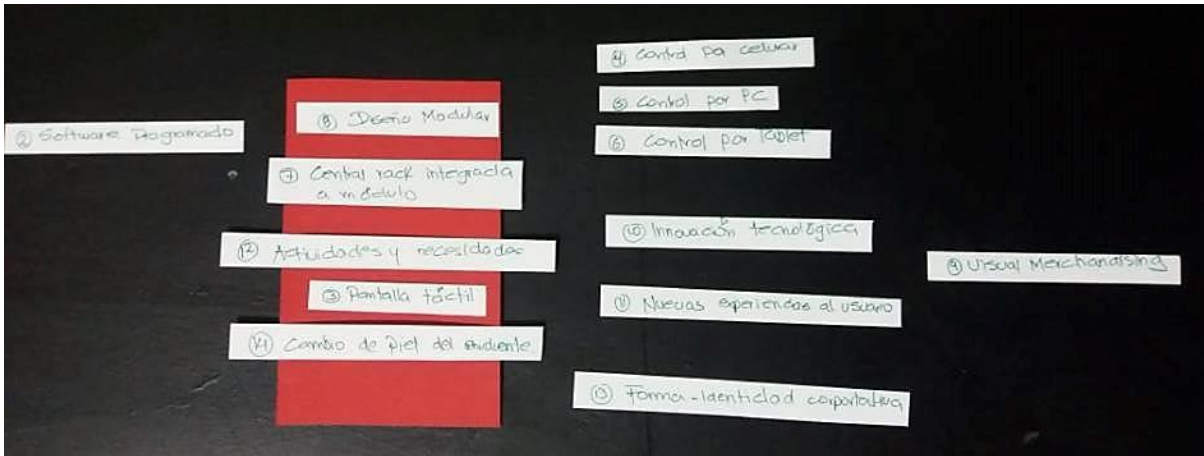 ② Software Programado
⑧ Diseño Modular
⑦ Central rack integrada
a módulo
⑫ Actividades y necesidades
③ Pantalla táctil
⑭ Cambio de Piel del ambiente
④ Control por celular
⑤ Control por PC
⑥ Control por Tablet
⑩ Innovación tecnológica
⑪ Nuevas experiencias al usuario
⑬ Forma-identidad corportativa
⑨ Visual Merchandising